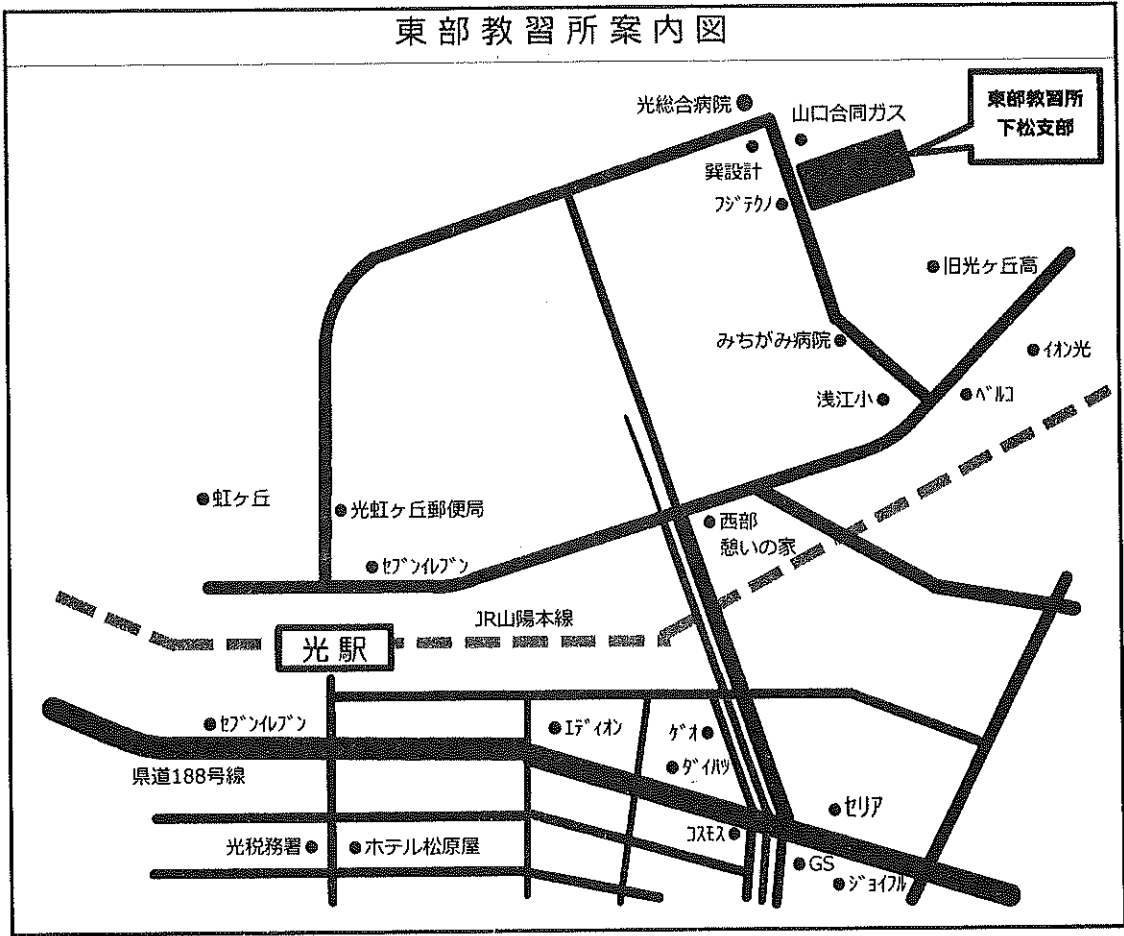 東部教習所案内図
光総合病院
山口合同ガス
東部教習所
下松支部
巽設計
ﾌｼﾞﾃｸﾉ
旧光ヶ丘高
みちがみ病院
ｲｵﾝ光
浅江小
ﾍﾞﾙｺ
虹ヶ丘
光虹ヶ丘郵便局
西部
憩いの家
ｾﾌﾞﾝｲﾚﾌﾞﾝ
JR山陽本線
光駅
ｾﾌﾞﾝｲﾚﾌﾞﾝ
ｴﾃﾞｨｵﾝ
ｹﾞｵ
県道188号線
ﾀﾞｲﾊﾂ
ｾﾘｱ
ｺｽﾓｽ
光税務署
ホテル松原屋
GS
ｼﾞｮｲﾌﾙ